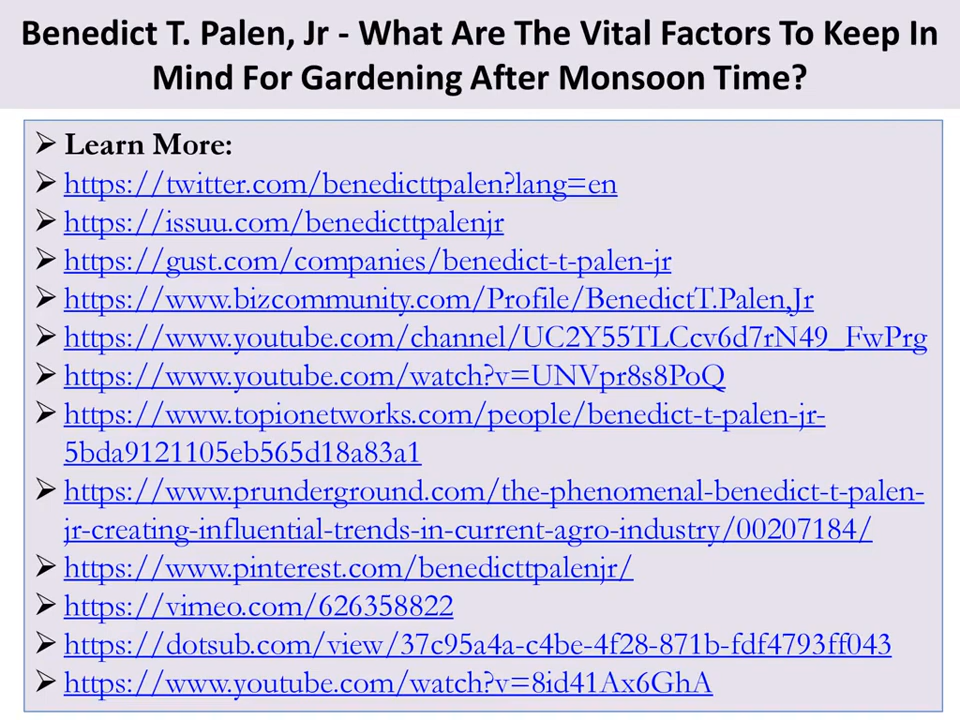 Benedict T. Palen, Jr - What Are The Vital Factors To Keep In
Mind For Gardening After Monsoon Time?
Learn More:
https://twitter.com/benedicttpalen?lang=en
https://issuu.com/benedicttpalenjr
https://gust.com/companies/benedict-t-palen-jr
https://www.bizcommunity.com/Profile/BenedictT.Palen,Jr
https://www.youtube.com/channel/UC2Y55TLCcv6d7rN49_FwPrg
https://www.youtube.com/watch?v=UNVpr8s8PoQ
https://www.topionetworks.com/people/benedict-t-palen-jr-
5bda9121105eb565d18a83a1
https://www.prunderground.com/the-phenomenal-benedict-t-palen-
jr-creating-influential-trends-in-current-agro-industry/00207184/
https://www.pinterest.com/benedicttpalenjr/
https://vimeo.com/626358822
https://dotsub.com/view/37c95a4a-c4be-4f28-871b-fdf4793ff043
https://www.youtube.com/watch?v=8id41Ax6GhA